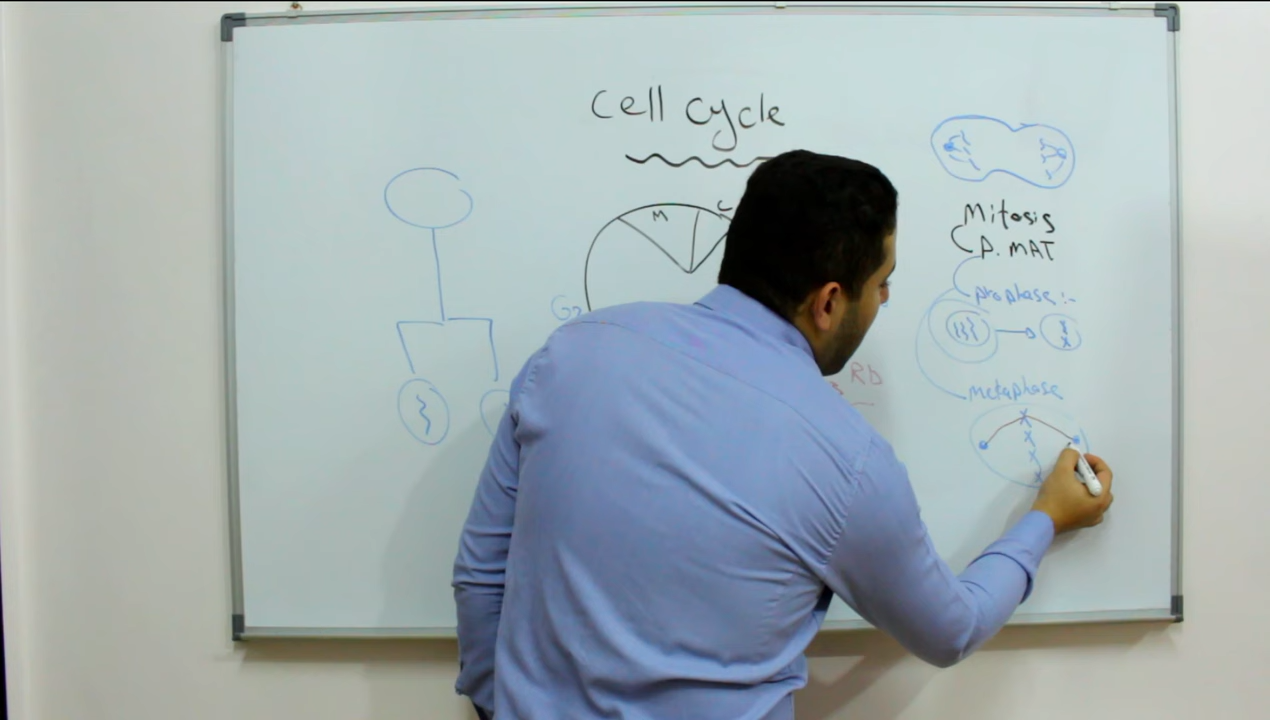 Cell cycle
M
C
G2
Mitosis
P. MAT
prophase:-
Rb
metaphase